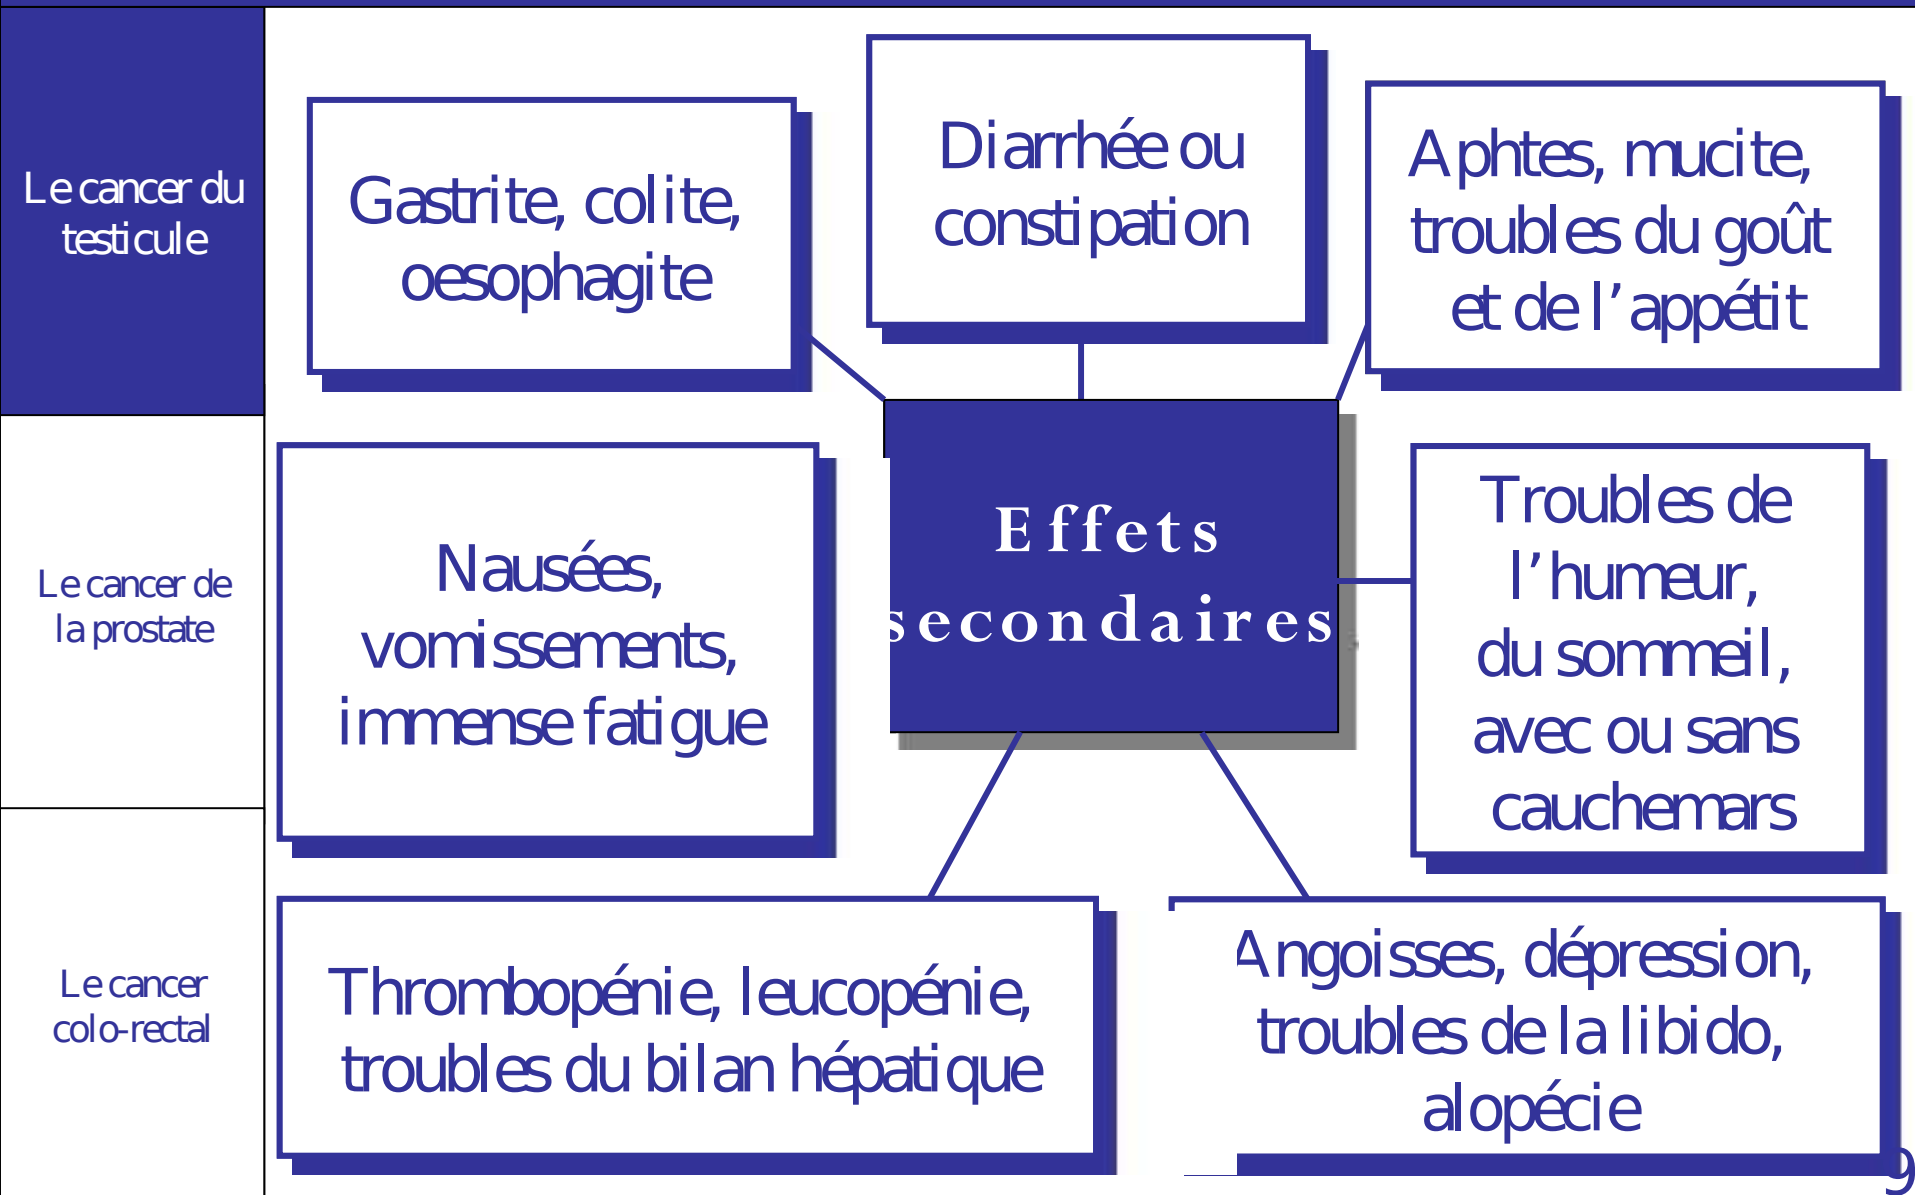 Le cancer du
testicule
Le cancer de
la prostate
Le cancer
colo-rectal
Gastrite, colite,
oesophagite
Diarrhée ou
constipation
Aphtes, mucite,
troubles du goût
et de l’appétit
Nausées,
vomissements,
immense fatigue
Effets
secondaires
Troubles de
l’humeur,
du sommeil,
avec ou sans
cauchemars
Thrombopénie, leucopénie,
troubles du bilan hépatique
Angoisses, dépression,
troubles de la libido,
alopécie
9